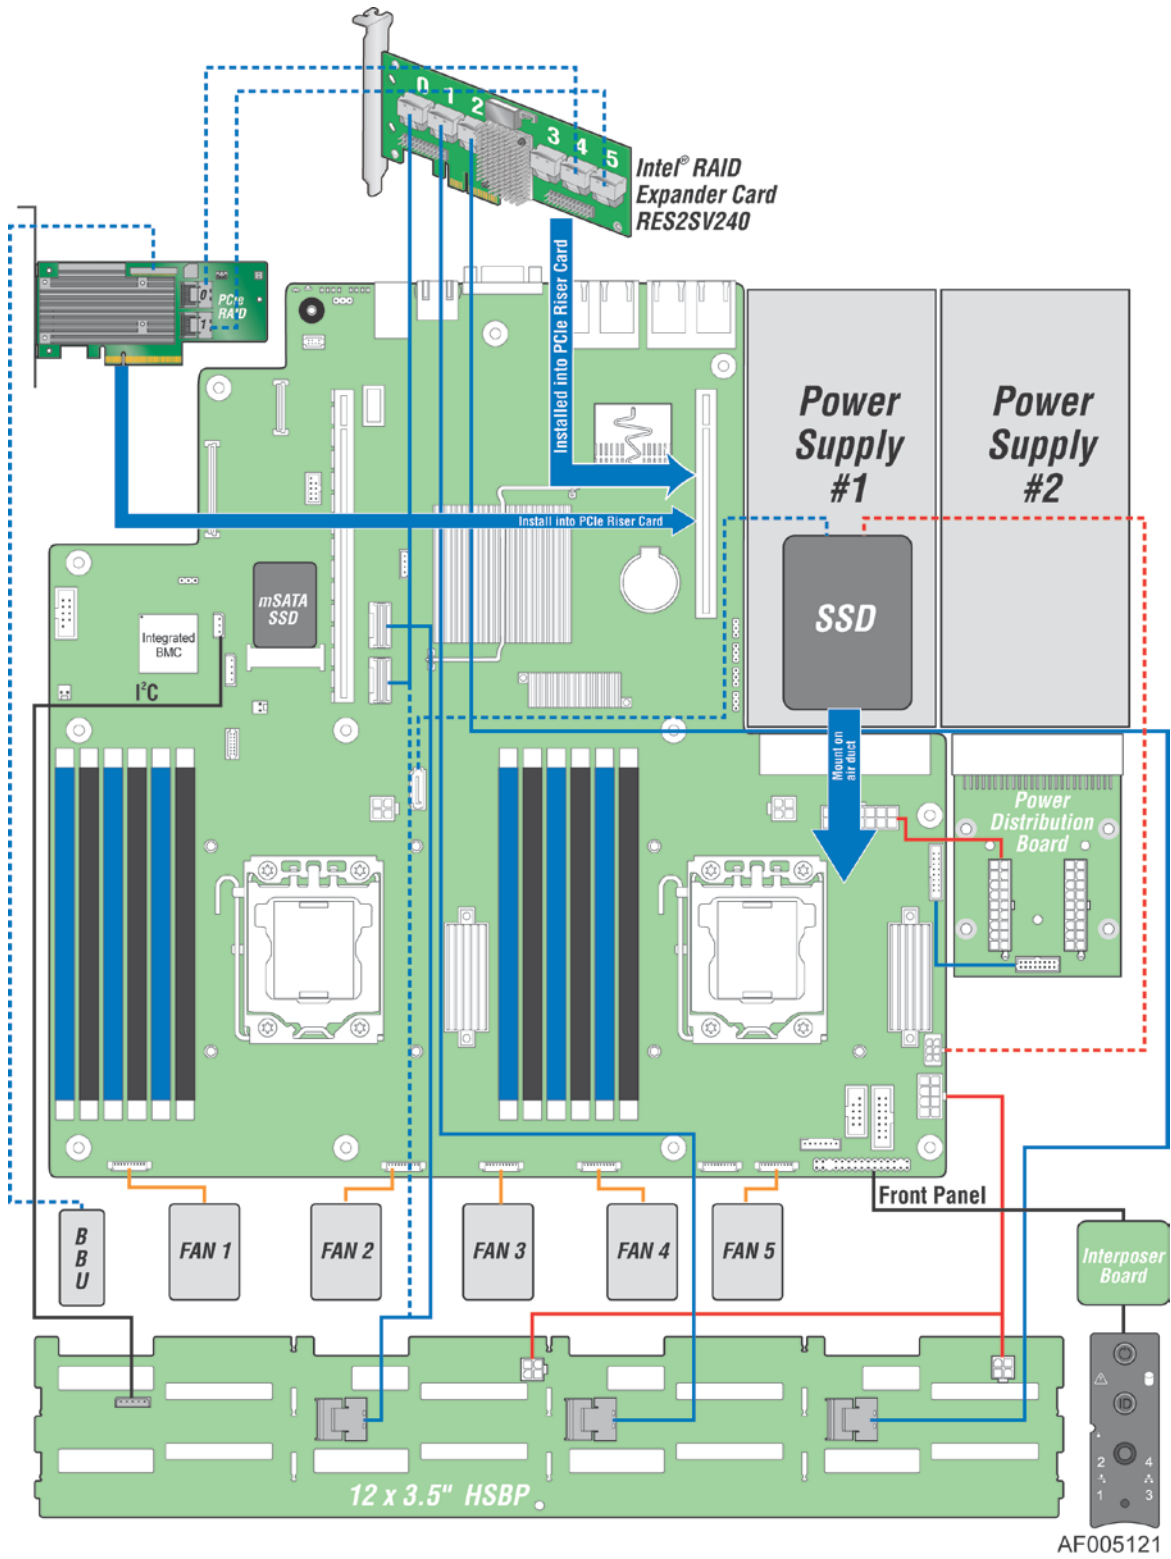 0
1
2
3
4
5
Intel® RAID
Expander Card
RES2SV240
0
1
PCIe
RAID
Installed into PCIe Riser Card
Install into PCIe Riser Card
Power
Supply
#1
Power
Supply
#2
mSATA
SSD
SSD
Integrated
BMC
I²C
Mount on
air duct
Power
Distribution
Board
Front Panel
B
B
U
FAN 1
FAN 2
FAN 3
FAN 4
FAN 5
Interposer
Board
ID
2
4
1
3
12 x 3.5" HSBP
AF005121